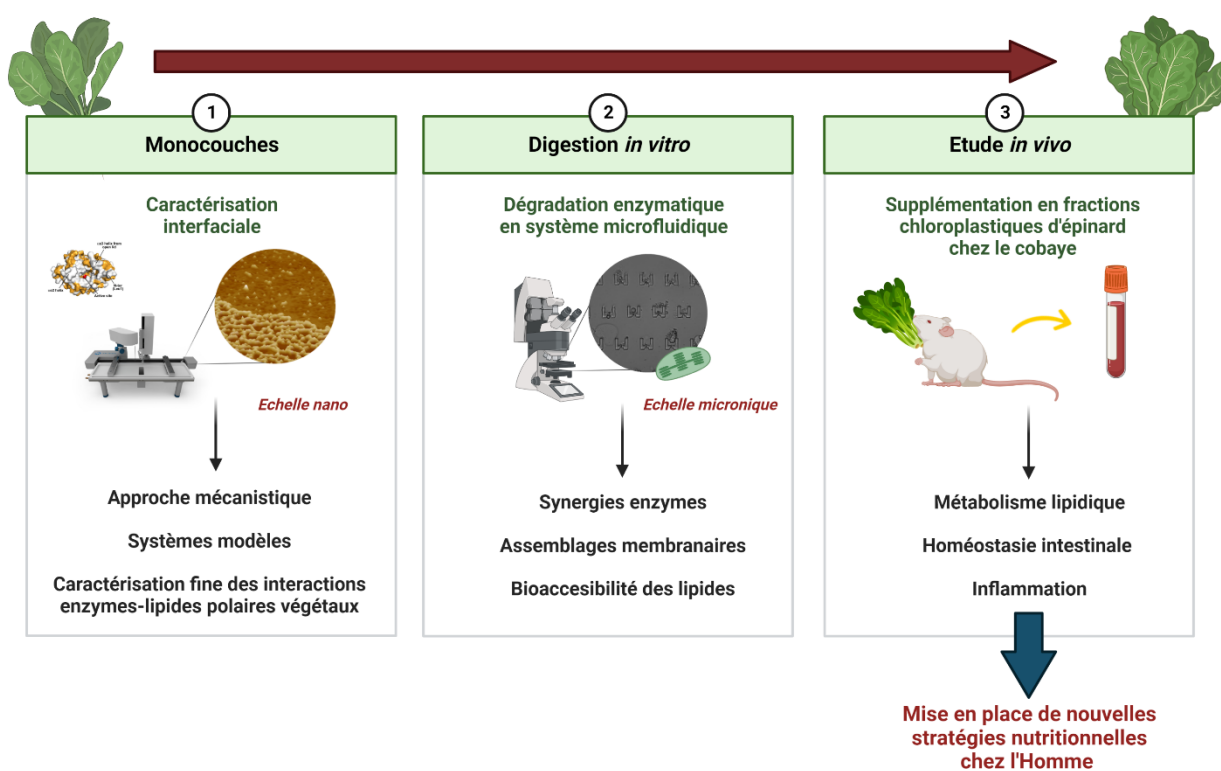 1
Monocouches
Caractérisation
interfaciale
Echelle nano
Approche mécanistique
Systèmes modèles
Caractérisation fine des interactions
enzymes-lipides polaires végétaux
2
Digestion in vitro
Dégradation enzymatique
en système microfluidique
Echelle micronique
Synergies enzymes
Assemblages membranaires
Bioaccesibilité des lipides
3
Etude in vivo
Supplémentation en fractions
chloroplastiques d'épinard
chez le cobaye
Métabolisme lipidique
Homéostasie intestinale
Inflammation
Mise en place de nouvelles
stratégies nutritionnelles
chez l'Homme